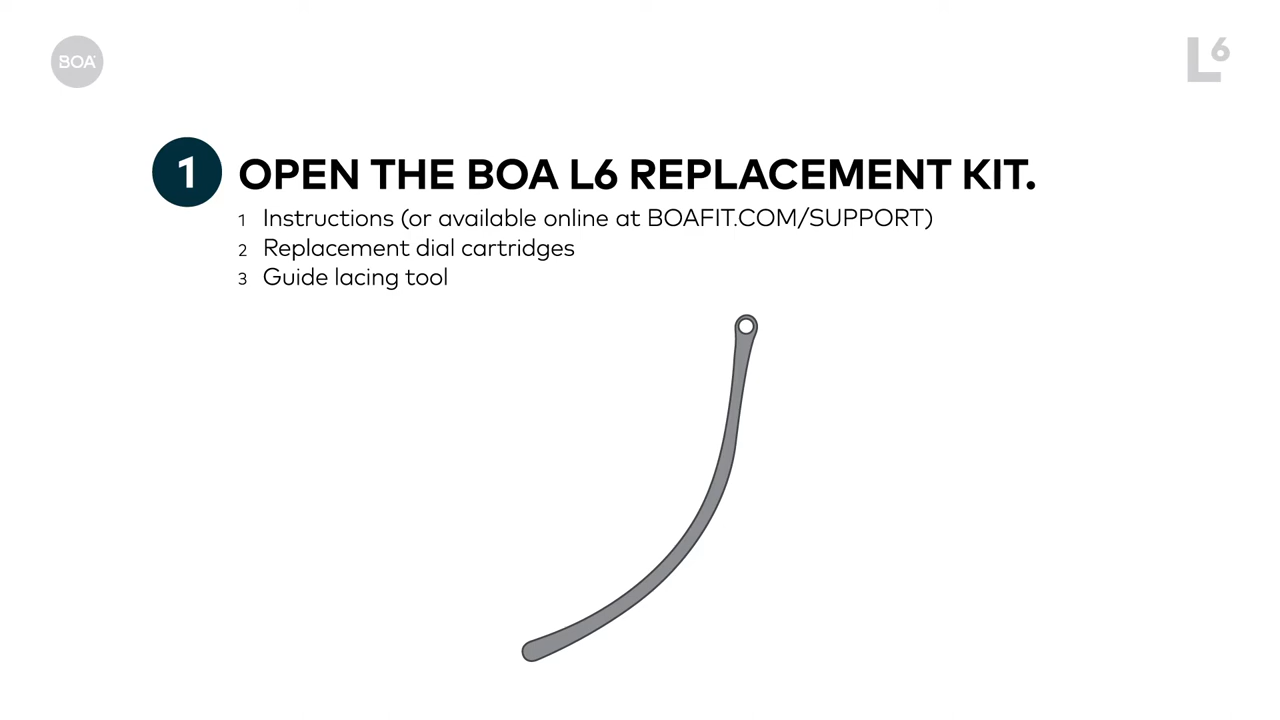 BOA
L6
1 OPEN THE BOA L6 REPLACEMENT KIT.
1 Instructions (or available online at BOAFIT.COM/SUPPORT)
2 Replacement dial cartridges
3 Guide lacing tool